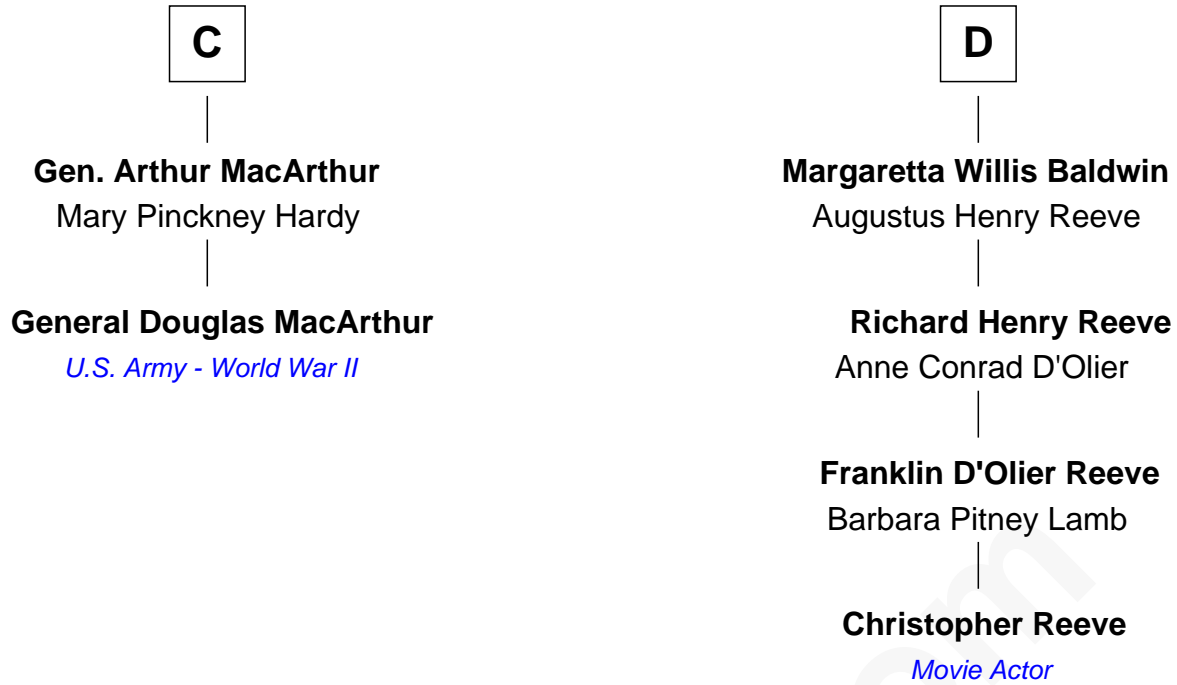 C
Gen. Arthur MacArthur
Mary Pinckney Hardy
General Douglas MacArthur
U.S. Army - World War II
D
Margaretta Willis Baldwin
Augustus Henry Reeve
Richard Henry Reeve
Anne Conrad D'Olier
Franklin D'Olier Reeve
Barbara Pitney Lamb
Christopher Reeve
Movie Actor